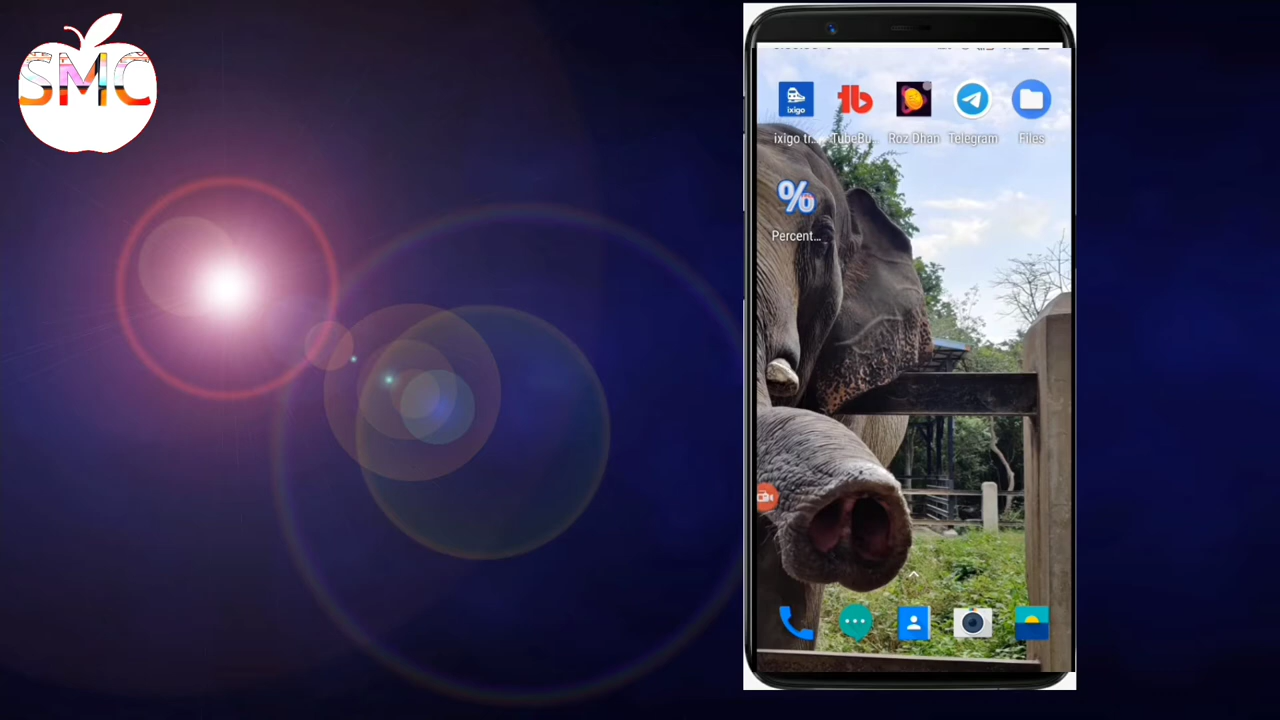 SMC
ixigo
ixigo tr... TubeBu... Roz Dhan Telegram Files
%
Percent...